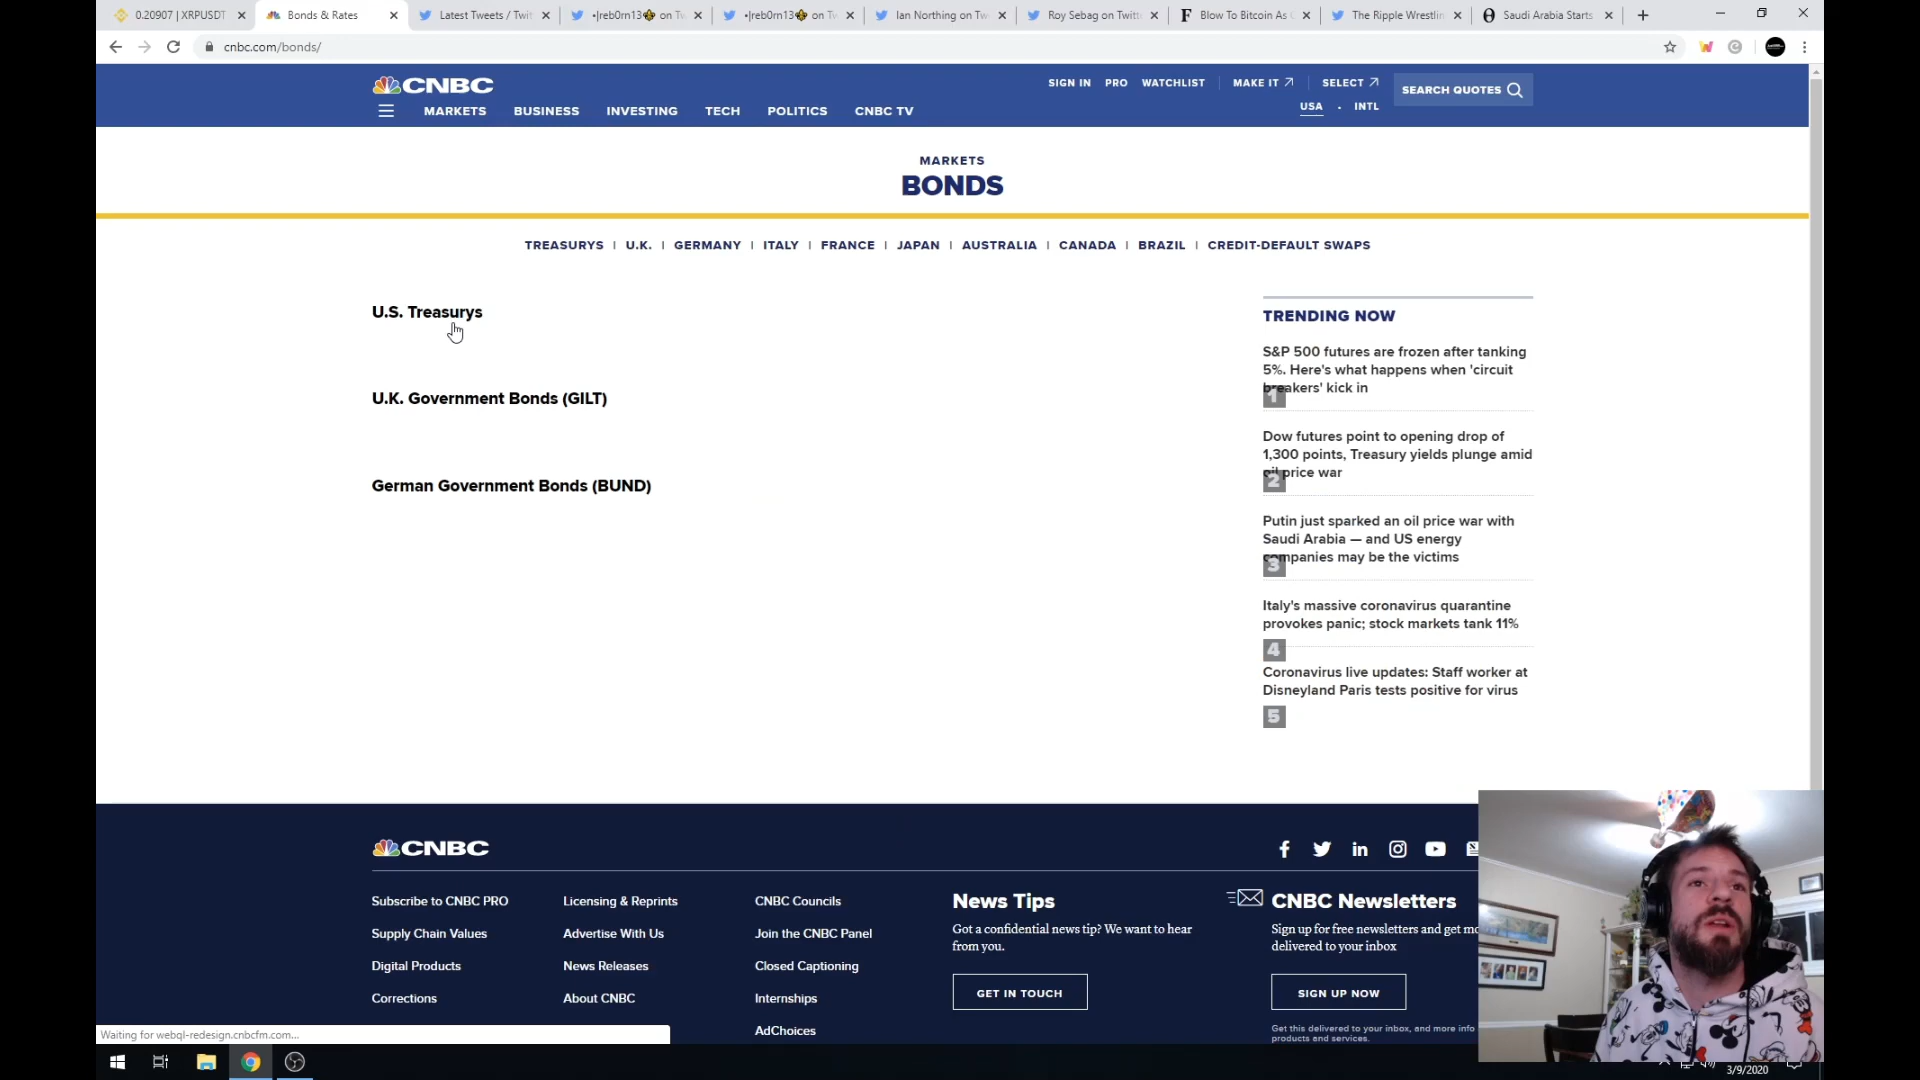 0.20907 | XRPUSDT
Bonds & Rates
Latest Tweets / Twit
•|reb0rn13⚜ on Tw
•|reb0rn13⚜ on Tw
Ian Northing on Tw
Roy Sebag on Twitt
Blow To Bitcoin As C
The Ripple Wrestlin
Saudi Arabia Starts
cnbc.com/bonds/
CNBC
SIGN IN PRO WATCHLIST MAKE IT SELECT
SEARCH QUOTES
USA · INTL
MARKETS BUSINESS INVESTING TECH POLITICS CNBC TV
MARKETS
BONDS
TREASURYS | U.K. | GERMANY | ITALY | FRANCE | JAPAN | AUSTRALIA | CANADA | BRAZIL | CREDIT-DEFAULT SWAPS
U.S. Treasurys
U.K. Government Bonds (GILT)
German Government Bonds (BUND)
TRENDING NOW
S&P 500 futures are frozen after tanking
5%. Here's what happens when 'circuit
breakers' kick in
1
Dow futures point to opening drop of
1,300 points, Treasury yields plunge amid
oil price war
2
Putin just sparked an oil price war with
Saudi Arabia — and US energy
companies may be the victims
3
Italy's massive coronavirus quarantine
provokes panic; stock markets tank 11%
4
Coronavirus live updates: Staff worker at
Disneyland Paris tests positive for virus
5
CNBC
Subscribe to CNBC PRO
Supply Chain Values
Digital Products
Corrections
Licensing & Reprints
Advertise With Us
News Releases
About CNBC
CNBC Councils
Join the CNBC Panel
Closed Captioning
Internships
AdChoices
News Tips
Got a confidential news tip? We want to hear
from you.
GET IN TOUCH
CNBC Newsletters
Sign up for free newsletters and get mo
delivered to your inbox
SIGN UP NOW
Get this delivered to your inbox, and more info
products and services.
Waiting for webql-redesign.cnbcfm.com...
3/9/2020